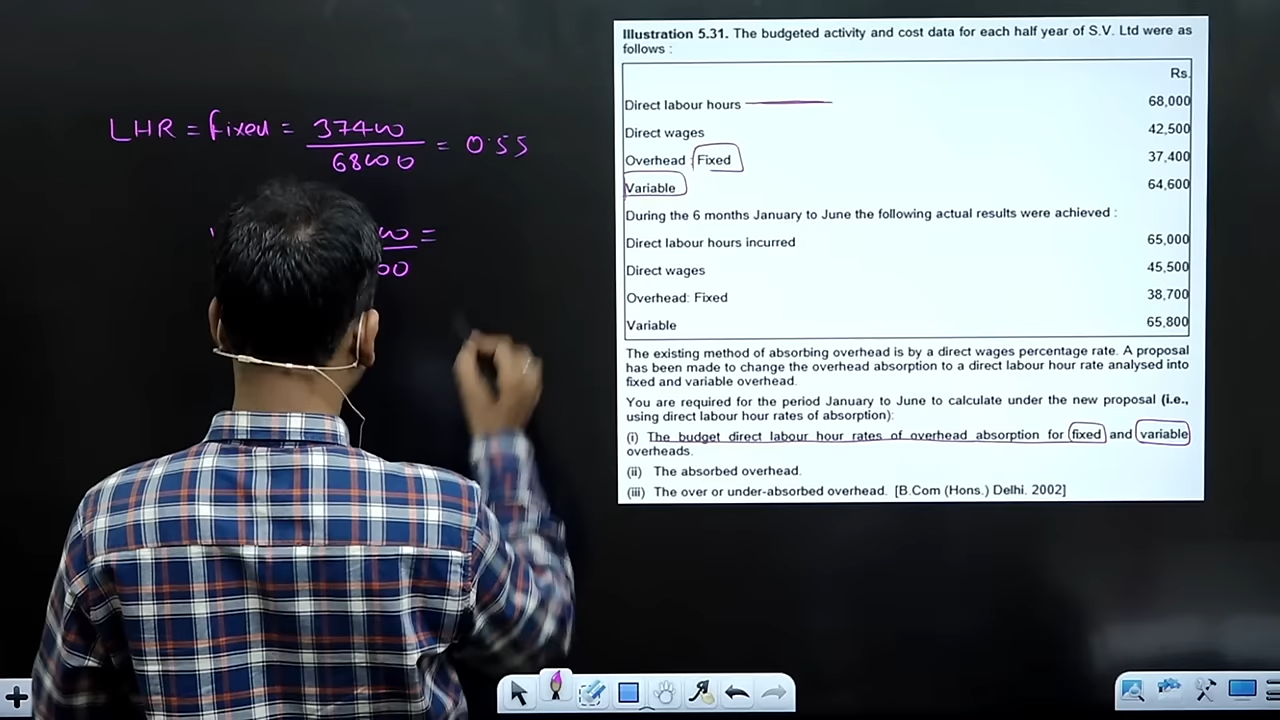 LHR = fixed = 37400
68000
= 0.55
00 =
00
Illustration 5.31. The budgeted activity and cost data for each half year of S.V. Ltd were as
follows :
Rs.
Direct labour hours 68,000
Direct wages 42,500
Overhead : Fixed 37,400
Variable 64,600
During the 6 months January to June the following actual results were achieved :
Direct labour hours incurred 65,000
Direct wages 45,500
Overhead: Fixed 38,700
Variable 65,800
The existing method of absorbing overhead is by a direct wages percentage rate. A proposal
has been made to change the overhead absorption to a direct labour hour rate analysed into
fixed and variable overhead.
You are required for the period January to June to calculate under the new proposal (i.e.,
using direct labour hour rates of absorption):
(i) The budget direct labour hour rates of overhead absorption for fixed and variable
overheads.
(ii) The absorbed overhead.
(iii) The over or under-absorbed overhead. [B.Com (Hons.) Delhi. 2002]